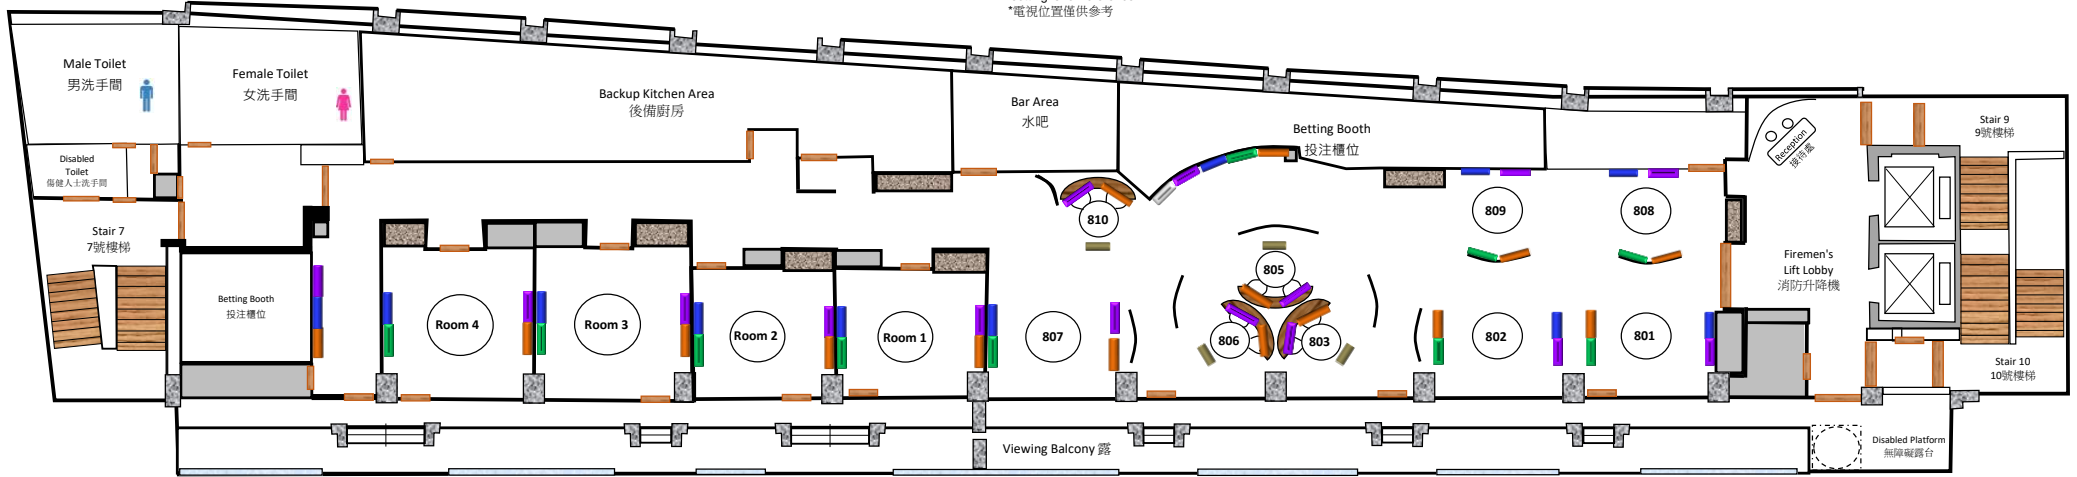 *電視位置僅供參考
Male Toilet
男洗手間
Female Toilet
女洗手間
Backup Kitchen Area
後備廚房
Bar Area
水吧
Betting Booth
投注櫃位
Reception
接待處
Stair 9
9號樓梯
Disabled
Toilet
傷健人士洗手間
Stair 7
7號樓梯
810
809
808
805
Firemen's
Lift Lobby
消防升降機
Betting Booth
投注櫃位
Room 4
Room 3
Room 2
Room 1
807
806
803
802
801
Stair 10
10號樓梯
Viewing Balcony 露
Disabled Platform
無障礙露台